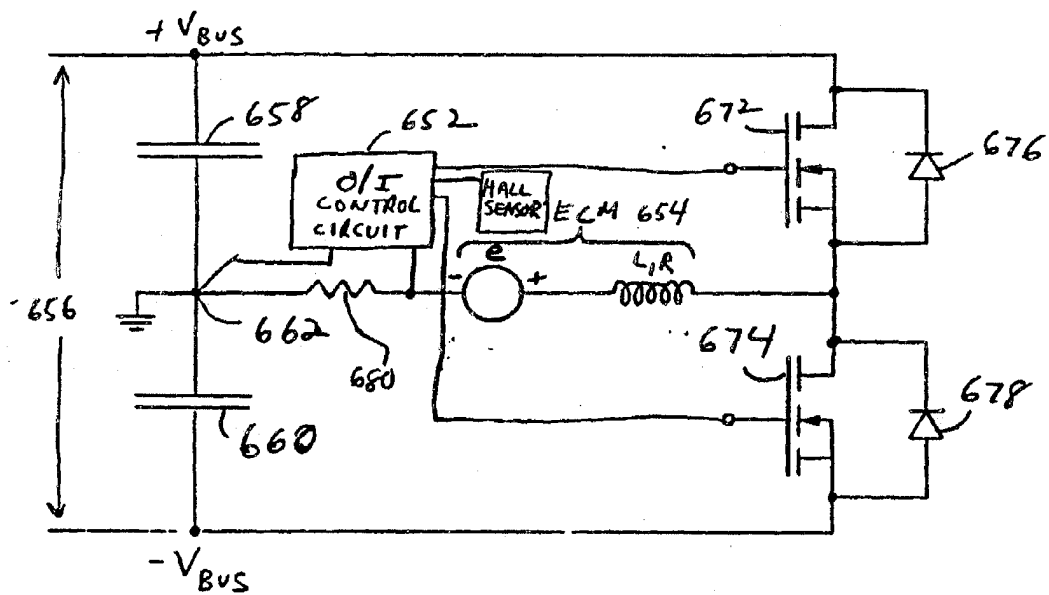 + VBUS
658
652
672
676
O/I
CONTROL
CIRCUIT
HALL
SENSOR
ECM 654
e
- +
L,R
656
662
680
674
678
660
- VBUS